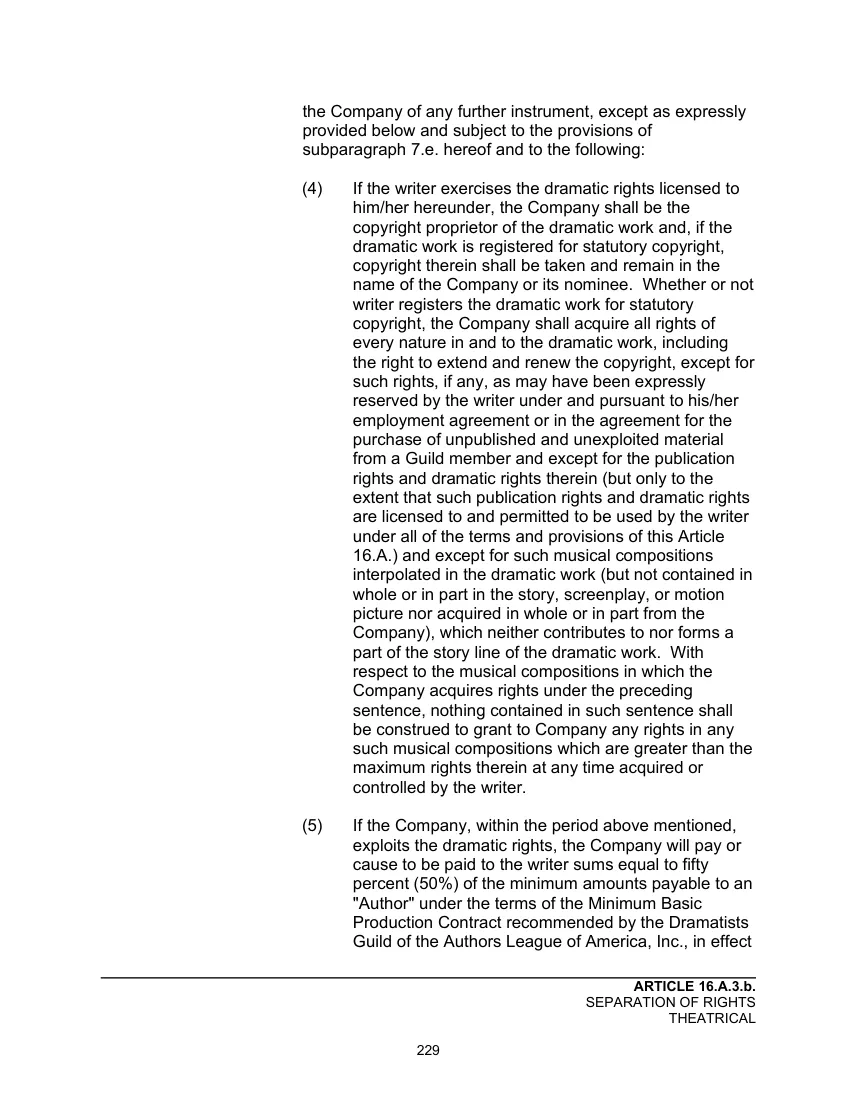 the Company of any further instrument, except as expressly
provided below and subject to the provisions of
subparagraph 7.e. hereof and to the following:
(4) If the writer exercises the dramatic rights licensed to
him/her hereunder, the Company shall be the
copyright proprietor of the dramatic work and, if the
dramatic work is registered for statutory copyright,
copyright therein shall be taken and remain in the
name of the Company or its nominee.  Whether or not
writer registers the dramatic work for statutory
copyright, the Company shall acquire all rights of
every nature in and to the dramatic work, including
the right to extend and renew the copyright, except for
such rights, if any, as may have been expressly
reserved by the writer under and pursuant to his/her
employment agreement or in the agreement for the
purchase of unpublished and unexploited material
from a Guild member and except for the publication
rights and dramatic rights therein (but only to the
extent that such publication rights and dramatic rights
are licensed to and permitted to be used by the writer
under all of the terms and provisions of this Article
16.A.) and except for such musical compositions
interpolated in the dramatic work (but not contained in
whole or in part in the story, screenplay, or motion
picture nor acquired in whole or in part from the
Company), which neither contributes to nor forms a
part of the story line of the dramatic work.  With
respect to the musical compositions in which the
Company acquires rights under the preceding
sentence, nothing contained in such sentence shall
be construed to grant to Company any rights in any
such musical compositions which are greater than the
maximum rights therein at any time acquired or
controlled by the writer.
(5) If the Company, within the period above mentioned,
exploits the dramatic rights, the Company will pay or
cause to be paid to the writer sums equal to fifty
percent (50%) of the minimum amounts payable to an
"Author" under the terms of the Minimum Basic
Production Contract recommended by the Dramatists
Guild of the Authors League of America, Inc., in effect
ARTICLE 16.A.3.b.
SEPARATION OF RIGHTS
THEATRICAL
229